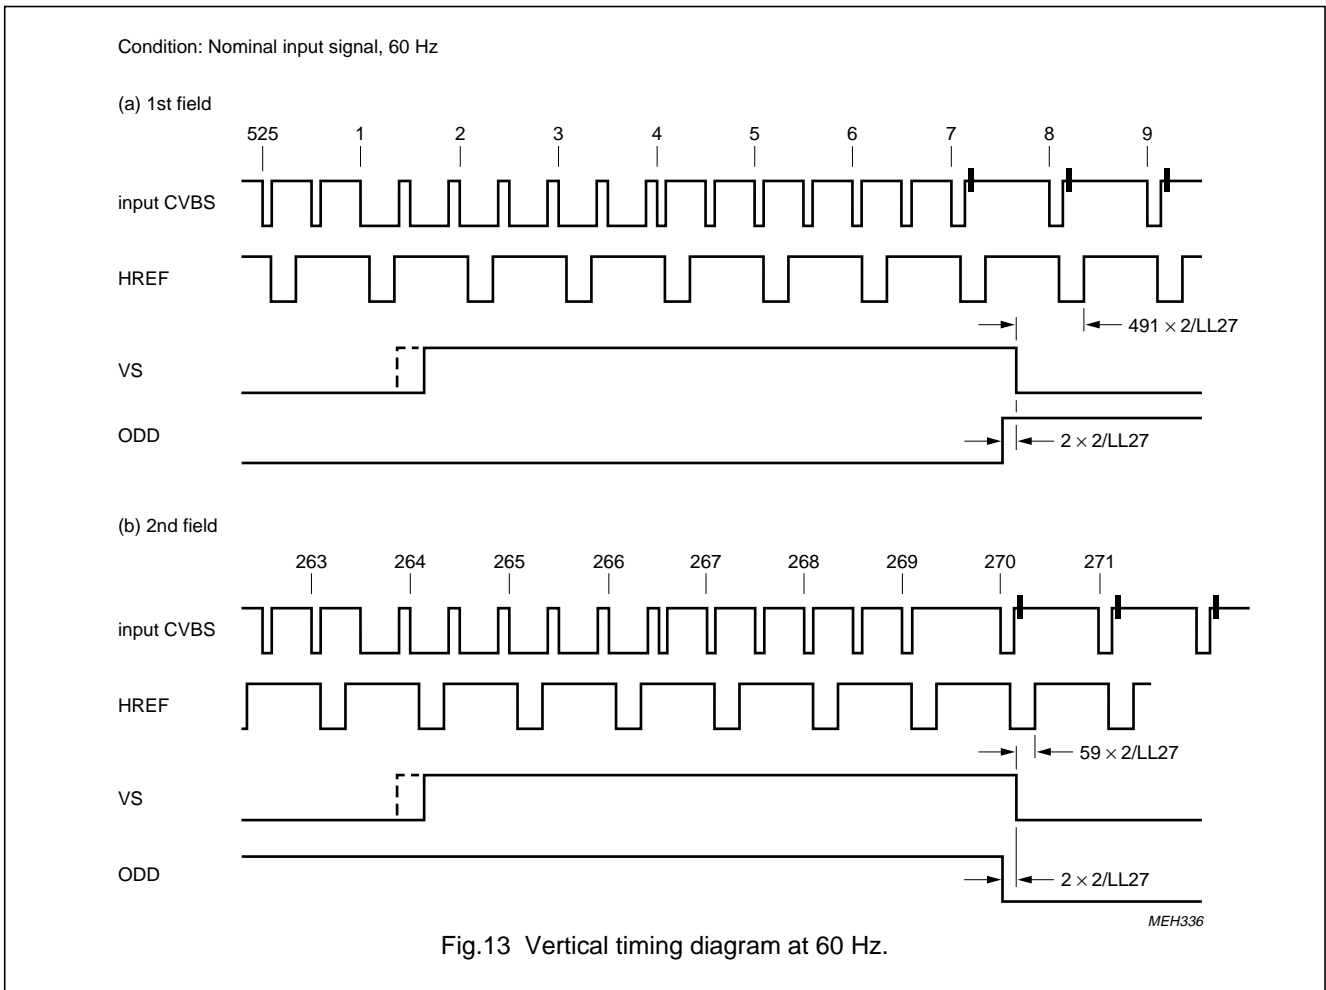 Condition: Nominal input signal, 60 Hz
(a) 1st field
525 1 2 3 4 5 6 7 8 9
input CVBS
HREF
491 × 2/LL27
VS
ODD
2 × 2/LL27
(b) 2nd field
263 264 265 266 267 268 269 270 271
input CVBS
HREF
59 × 2/LL27
VS
ODD
2 × 2/LL27
MEH336
Fig.13 Vertical timing diagram at 60 Hz.